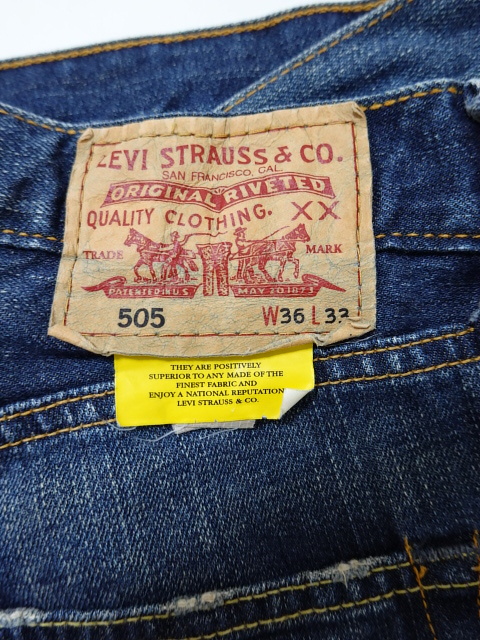 LEVI STRAUSS & CO.
SAN FRANCISCO, CAL.
ORIGINAL RIVETED
QUALITY CLOTHING. XX
TRADE MARK
PATENTED IN U.S. MAY 20 1873
505 W36 L33
THEY ARE POSITIVELY
SUPERIOR TO ANY MADE OF THE
FINEST FABRIC AND
ENJOY A NATIONAL REPUTATION
LEVI STRAUSS & CO.